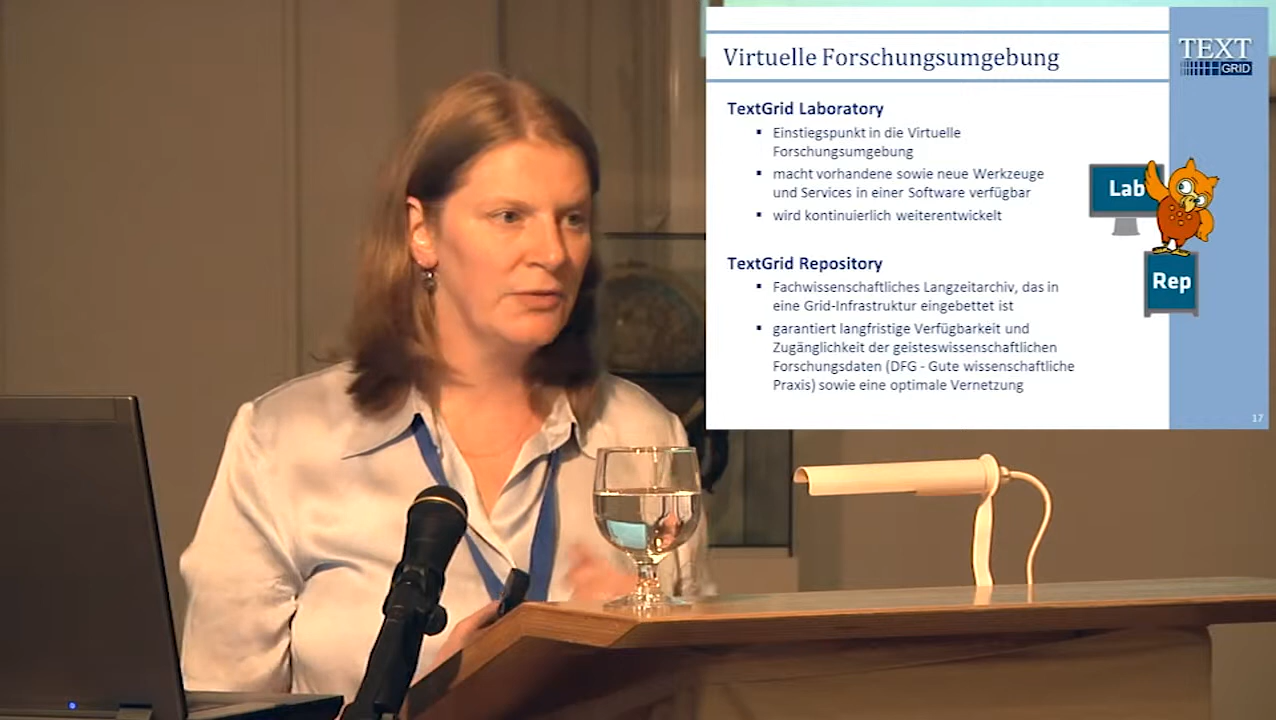 Virtuelle Forschungsumgebung
TEXT
GRID
TextGrid Laboratory
▪ Einstiegspunkt in die Virtuelle
Forschungsumgebung
▪ macht vorhandene sowie neue Werkzeuge
und Services in einer Software verfügbar
▪ wird kontinuierlich weiterentwickelt
Lab
TextGrid Repository
▪ Fachwissenschaftliches Langzeitarchiv, das in
eine Grid-Infrastruktur eingebettet ist
▪ garantiert langfristige Verfügbarkeit und
Zugänglichkeit der geisteswissenschaftlichen
Forschungsdaten (DFG - Gute wissenschaftliche
Praxis) sowie eine optimale Vernetzung
Rep
17